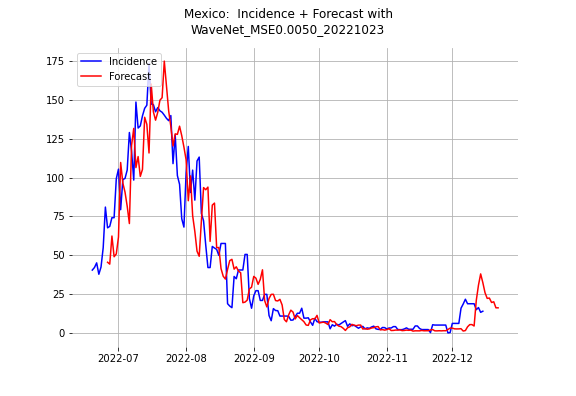 Mexico:  Incidence + Forecast with
WaveNet_MSE0.0050_20221023
Incidence
Forecast
175
150
125
100
75
50
25
0
2022-07 2022-08 2022-09 2022-10 2022-11 2022-12